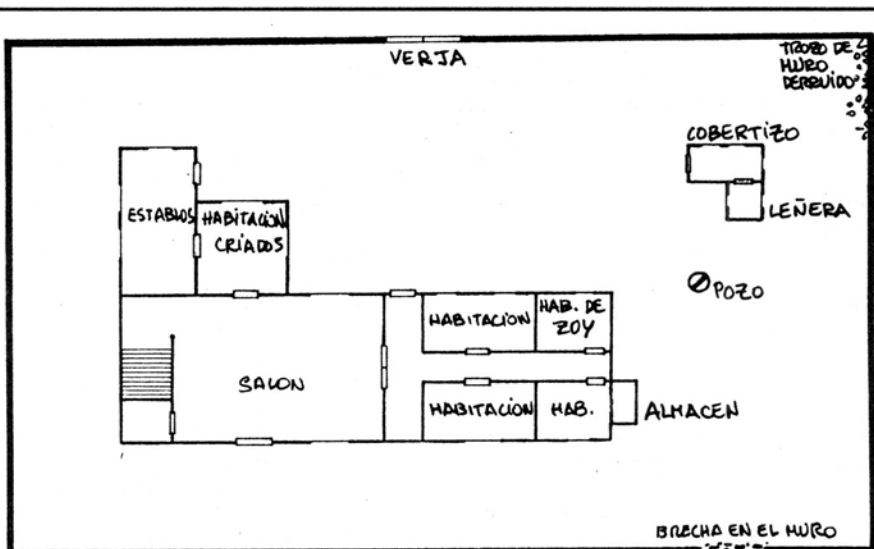 VERJA
TROZO DE
MURO
DERRUIDO
COBERTIZO
LEÑERA
ESTABLOS
HABITACION
CRIADOS
POZO
HABITACION
HAB. DE
ZOY
SALON
HABITACION
HAB.
ALMACEN
BRECHA EN EL MURO